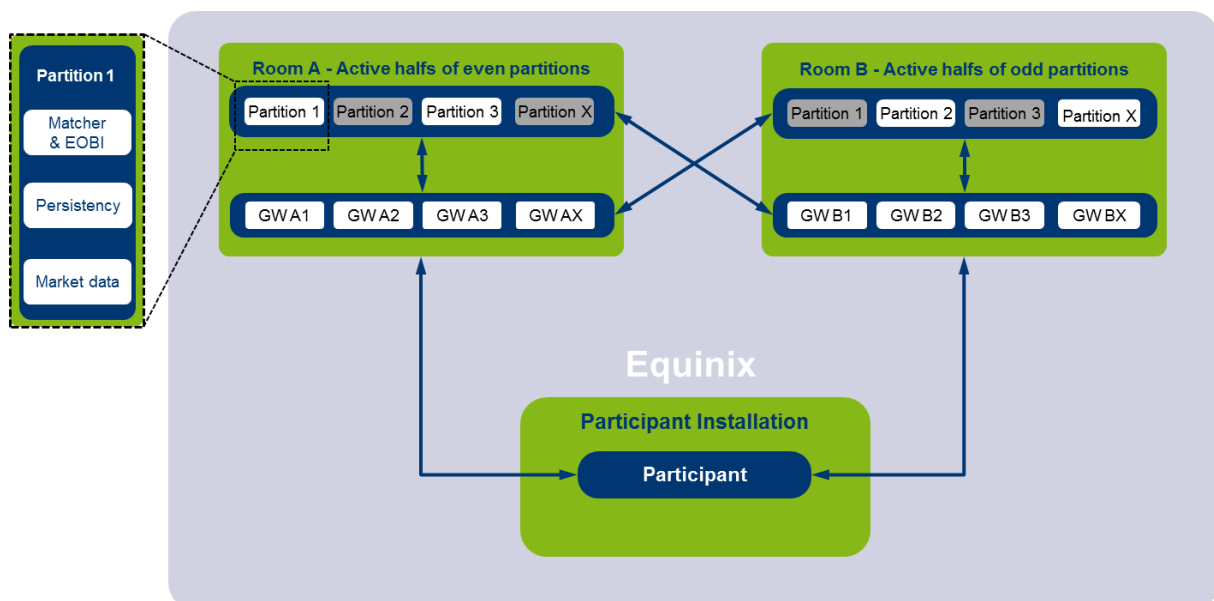 Partition 1
Matcher
& EOBI
Persistency
Market data
Room A - Active halfs of even partitions
Partition 1
Partition 2
Partition 3
Partition X
GW A1
GW A2
GW A3
GW AX
Room B - Active halfs of odd partitions
Partition 1
Partition 2
Partition 3
Partition X
GW B1
GW B2
GW B3
GW BX
Equinix
Participant Installation
Participant